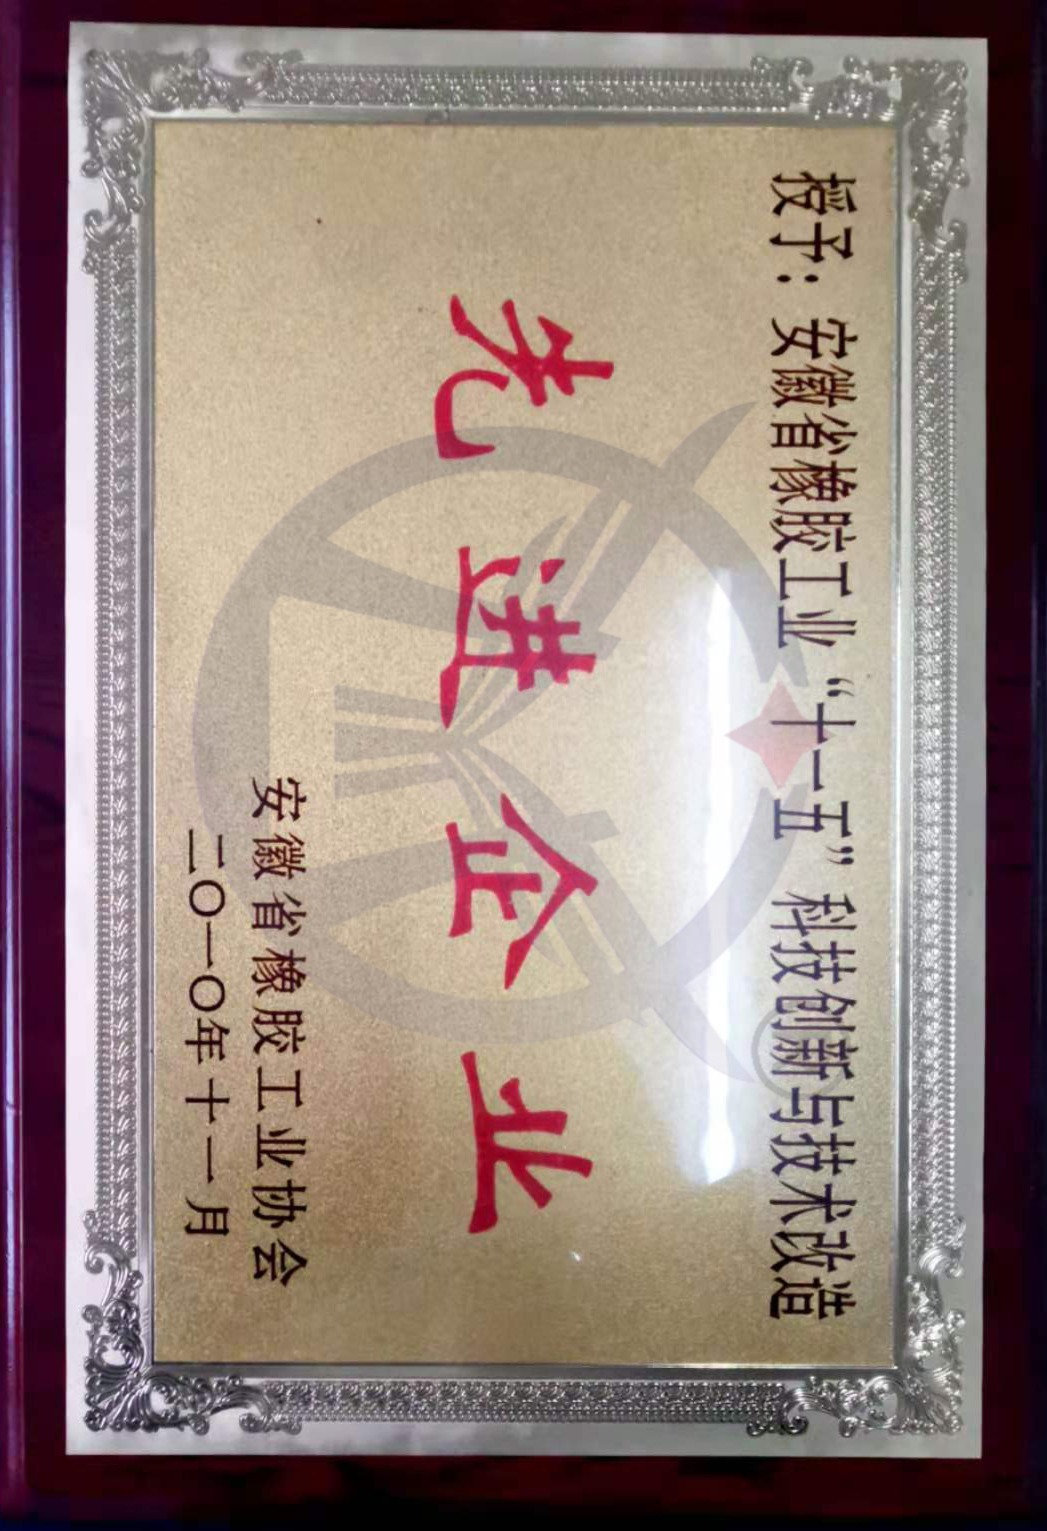 授予：安徽省橡胶工业“十一五”科技创新与技术改造
先进企业
安徽省橡胶工业协会
二〇一〇年十一月